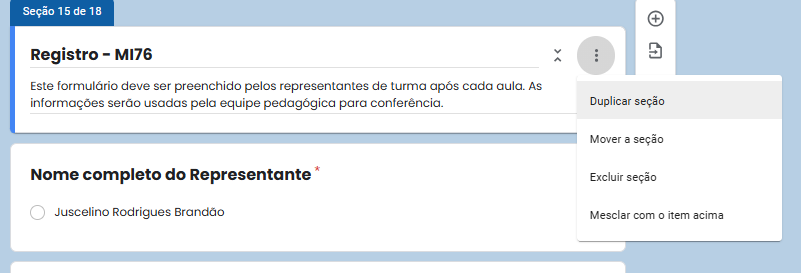 Seção 15 de 18
Registro - MI76
Este formulário deve ser preenchido pelos representantes de turma após cada aula. As
informações serão usadas pela equipe pedagógica para conferência.
Duplicar seção
Mover a seção
Excluir seção
Mesclar com o item acima
Nome completo do Representante *
Juscelino Rodrigues Brandão